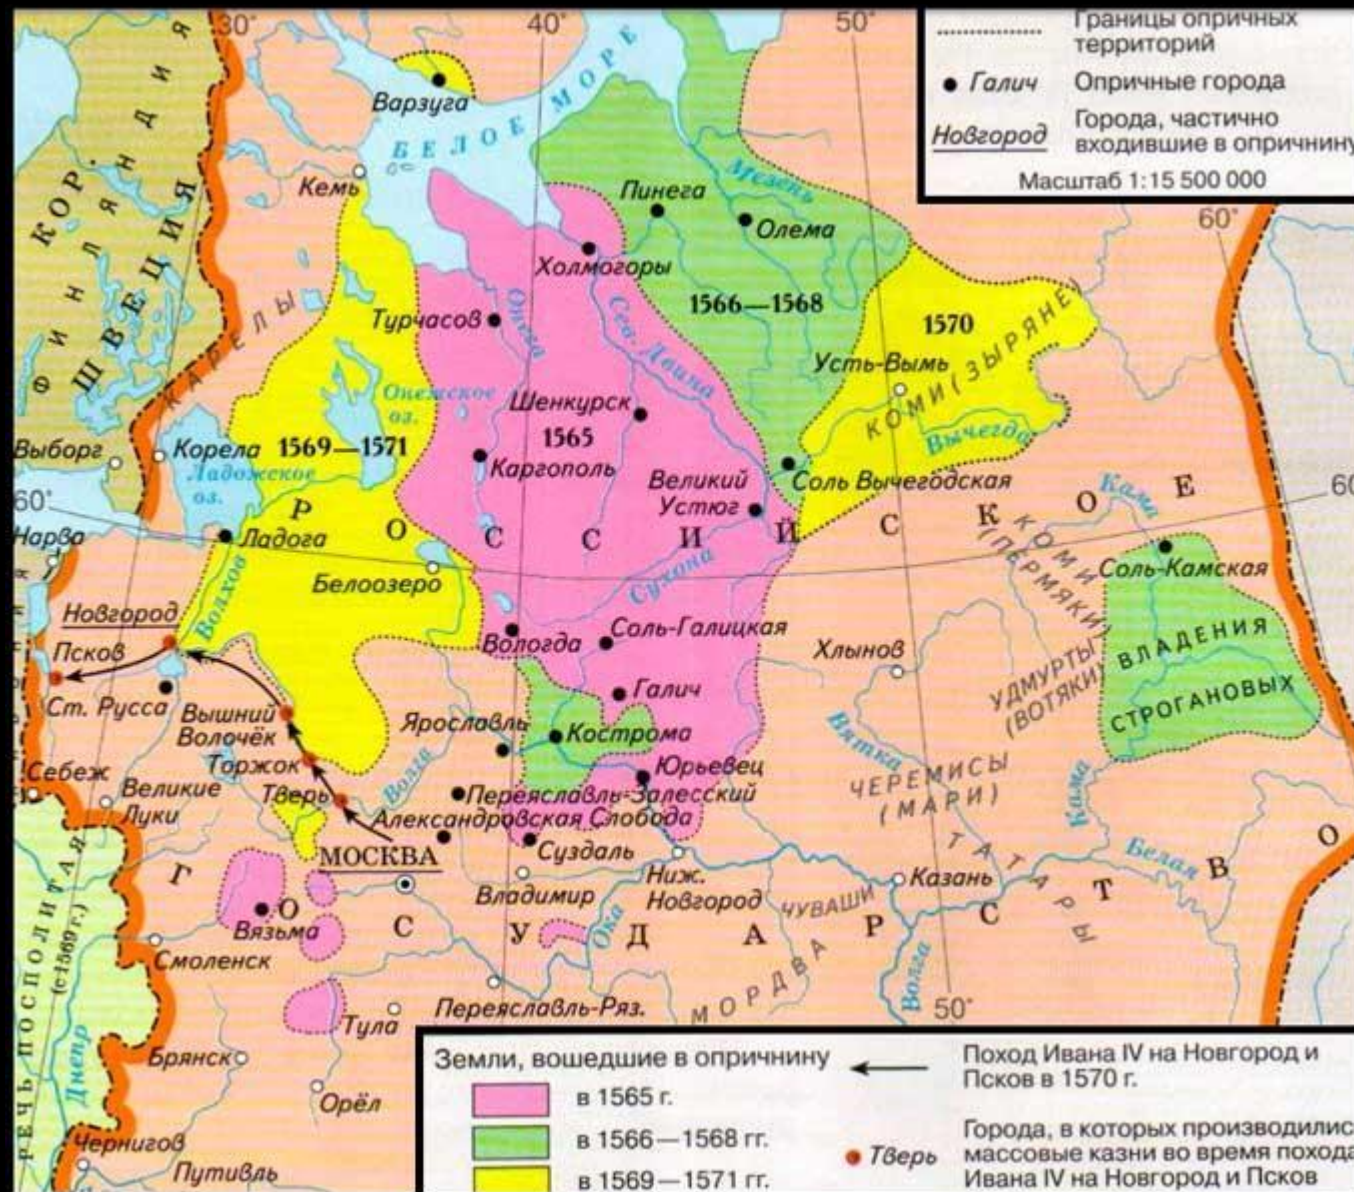 30°
40°
50°
Границы опричных
территорий
Галич
Опричные города
Новгород
Города, частично
входившие в опричнину
Масштаб 1:15 500 000
КОР.
ФИНЛЯНДИЯ
ШВЕЦИЯ
Варзуга
БЕЛОЕ МОРЕ
Кемь
Пинега
Мезень
Олема
60°
Холмогоры
КАРЕЛЫ
Турчасов
Онега
Сев. Двина
1566—1568
1570
Усть-Вымь
КОМИ (ЗЫРЯНЕ)
Онежское
оз.
Шенкурск
1565
Вычегда
Выборг
Корела
1569—1571
Каргополь
Ладожское
оз.
Великий
Устюг
Соль Вычегодская
Кама
60°
60
РОССИЙСКОЕ
Нарва
Ладога
Волхов
Белоозеро
Сухона
КОМИ
(ПЕРМЯКИ)
Соль-Камская
Новгород
Вологда
Соль-Галицкая
Хлынов
УДМУРТЫ
(ВОТЯКИ)
ВЛАДЕНИЯ
СТРОГАНОВЫХ
Псков
Ст. Русса
Галич
Вышний
Волочёк
Ярославль
Кострома
Вятка
Торжок
Волга
Юрьевец
ЧЕРЕМИСЫ
(МАРИ)
Себеж
Великие
Луки
Тверь
Переяславль-Залесский
Александровская Слобода
Кама
МОСКВА
Суздаль
ТАТАРЫ
Белая
Владимир
Ниж.
Новгород
Казань
ЧУВАШИ
ГОСУДАРСТВО
Вязьма
Ока
Смоленск
МОРДВА
Волга
РЕЧЬ ПОСПОЛИТАЯ
(с 1569 г.)
Переяславль-Ряз.
50°
Тула
Днепр
Брянск
Орёл
Чернигов
Путивль
Земли, вошедшие в опричнину
в 1565 г.
в 1566—1568 гг.
в 1569—1571 гг.
Поход Ивана IV на Новгород и
Псков в 1570 г.
Тверь
Города, в которых производилис
массовые казни во время похода
Ивана IV на Новгород и Псков